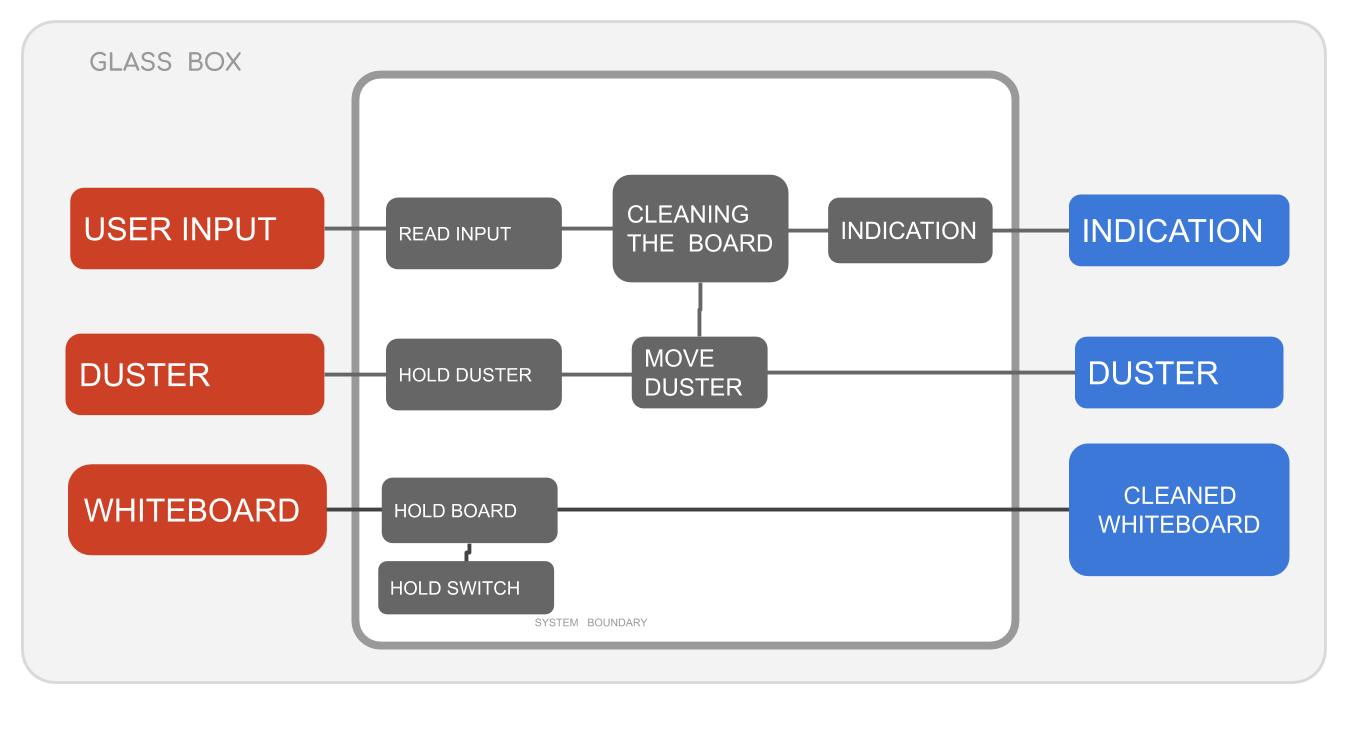 GLASS BOX
USER INPUT
READ INPUT
CLEANING
THE BOARD
INDICATION
INDICATION
DUSTER
HOLD DUSTER
MOVE
DUSTER
DUSTER
WHITEBOARD
HOLD BOARD
CLEANED
WHITEBOARD
HOLD SWITCH
SYSTEM BOUNDARY